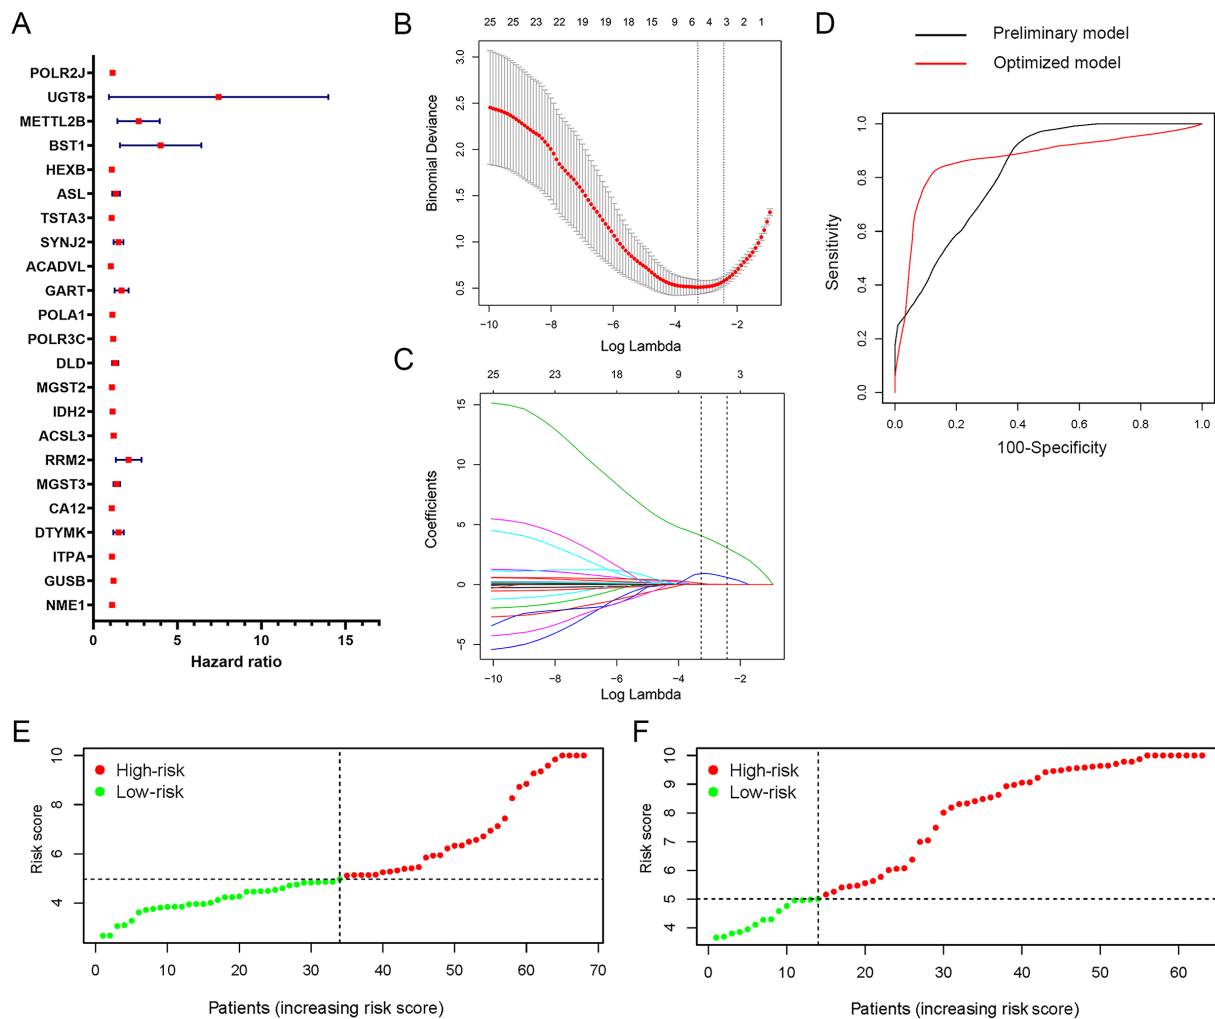 A
POLR2J
UGT8
METTL2B
BST1
HEXB
ASL
TSTA3
SYNJ2
ACADVL
GART
POLA1
POLR3C
DLD
MGST2
IDH2
ACSL3
RRM2
MGST3
CA12
DTYMK
ITPA
GUSB
NME1
0 5 10 15
Hazard ratio
B
25 25 23 22 19 19 18 15 9 6 4 3 2 1
Binomial Deviance
3.0
2.5
2.0
1.5
1.0
0.5
−10 −8 −6 −4 −2
Log Lambda
C
25 23 18 9 3
Coefficients
15
10
5
0
−5
−10 −8 −6 −4 −2
Log Lambda
D
Preliminary model
Optimized model
Sensitivity
1.0
0.8
0.6
0.4
0.2
0.0
0.0 0.2 0.4 0.6 0.8 1.0
100-Specificity
E
High-risk
Low-risk
Risk score
10
8
6
4
0 10 20 30 40 50 60 70
Patients (increasing risk score)
F
High-risk
Low-risk
Risk score
10
9
8
7
6
5
4
0 10 20 30 40 50 60
Patients (increasing risk score)